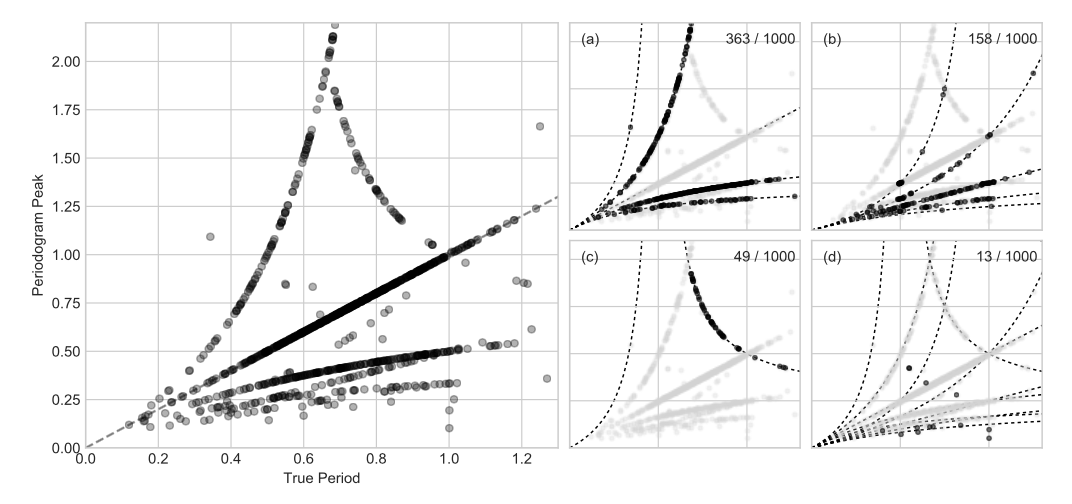 2.00
1.75
1.50
1.25
1.00
0.75
0.50
0.25
0.00
Periodogram Peak
0.0 0.2 0.4 0.6 0.8 1.0 1.2
True Period
(a) 363 / 1000
(b) 158 / 1000
(c) 49 / 1000
(d) 13 / 1000